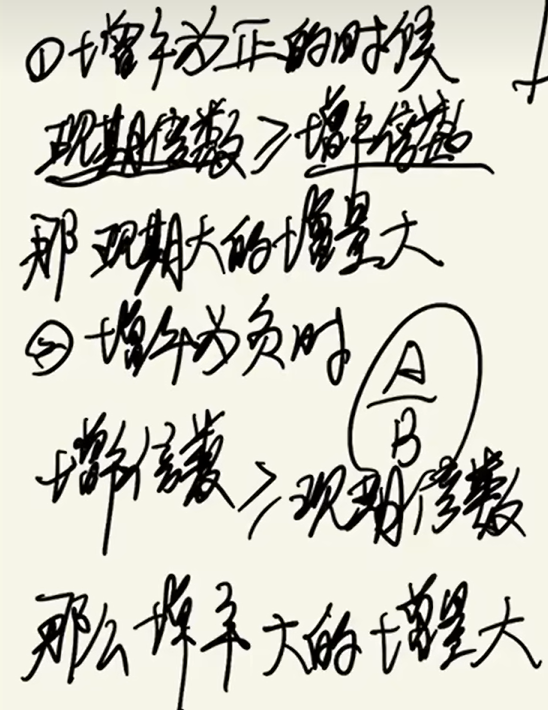 ①增率为正的时候
现期倍数≥增率倍数
那现期大的增量大
②增率为负时
A
B
增率倍数≥现期倍数
那么增率大的增量大